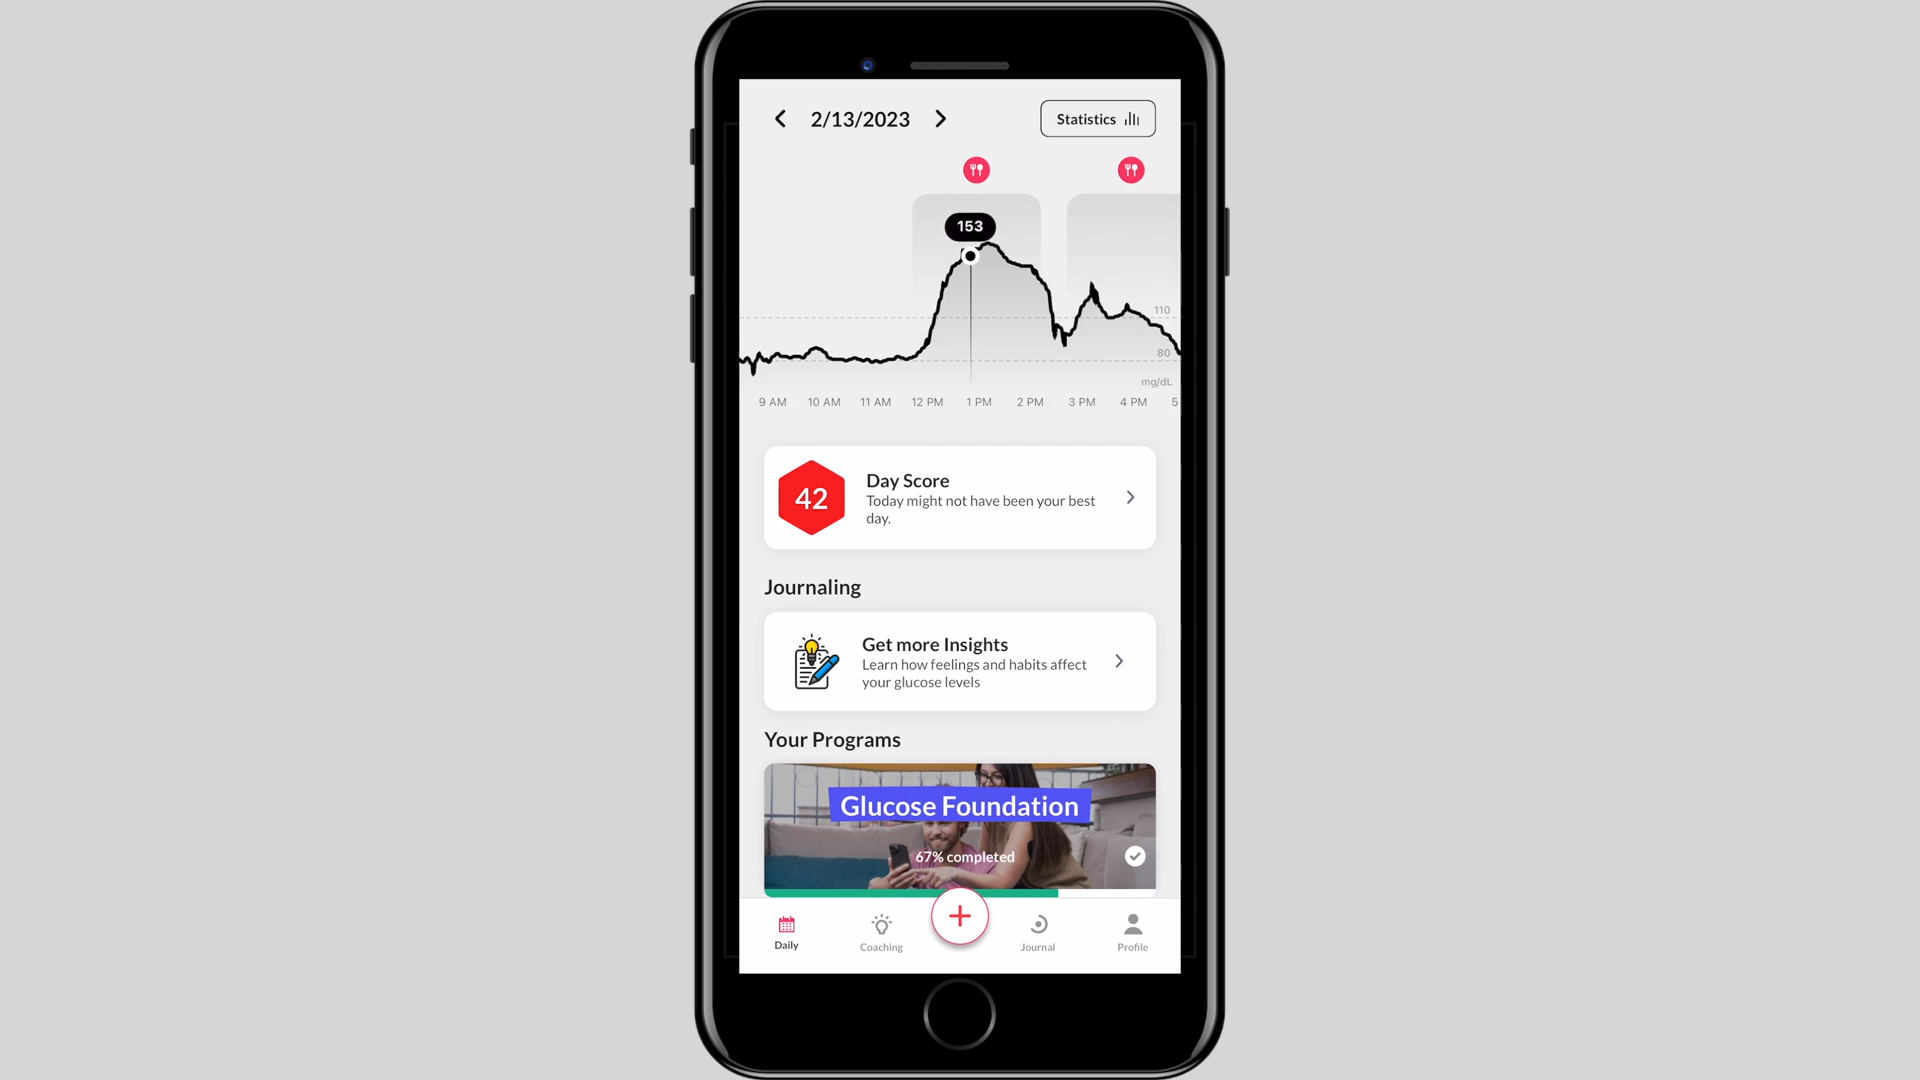 2/13/2023
Statistics
153
110
80
mg/dL
9 AM 10 AM 11 AM 12 PM 1 PM 2 PM 3 PM 4 PM 5
42
Day Score
Today might not have been your best
day.
Journaling
Get more Insights
Learn how feelings and habits affect
your glucose levels
Your Programs
Glucose Foundation
67% completed
Daily
Coaching
Journal
Profile